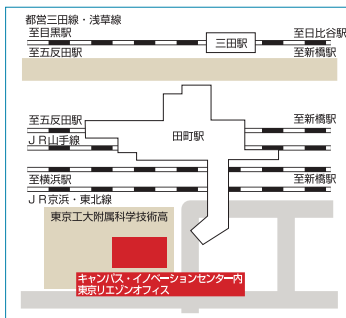 都営三田線・浅草線
至目黒駅
三田駅
至日比谷駅
至五反田駅
至新橋駅
至五反田駅
田町駅
至新橋駅
JR山手線
至横浜駅
至新橋駅
JR京浜・東北線
東京工大附属科学技術高
キャンパス・イノベーションセンター内
東京リエゾンオフィス